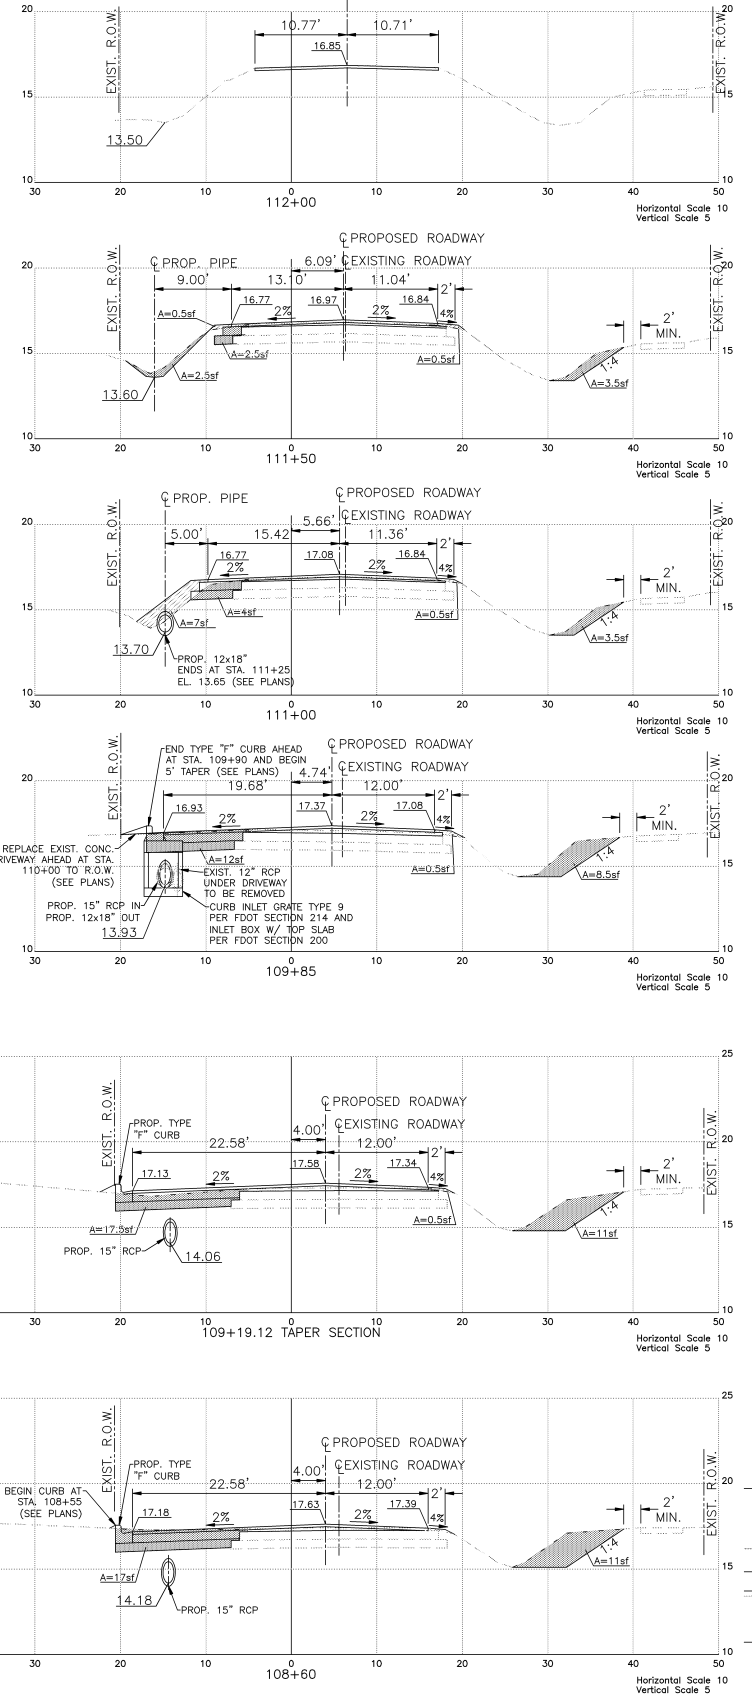 20
20
EXIST. R.O.W.
10.77'
10.71'
16.85
EXIST. R.O.W.
15
15
13.50
10
10
30
20
10
0
10
20
30
40
50
112+00
Horizontal Scale 10
Vertical Scale 5
℄ PROPOSED ROADWAY
℄ PROP. PIPE
6.09'
℄ EXISTING ROADWAY
20
20
EXIST. R.O.W.
9.00'
13.10'
11.04'
2'
EXIST. R.O.W.
A=0.5sf
16.77
2%
16.97
2%
16.84
4%
2'
MIN.
15
15
A=2.5sf
A=0.5sf
1:4
A=2.5sf
A=3.5sf
13.60
10
10
30
20
10
0
10
20
30
40
50
111+50
Horizontal Scale 10
Vertical Scale 5
℄ PROP. PIPE
℄ PROPOSED ROADWAY
5.66'
℄ EXISTING ROADWAY
20
20
EXIST. R.O.W.
5.00'
15.42'
11.36'
2'
EXIST. R.O.W.
16.77
2%
17.08
2%
16.84
4%
2'
MIN.
15
15
A=7sf
A=4sf
A=0.5sf
1:4
A=3.5sf
13.70
PROP. 12x18"
ENDS AT STA. 111+25
EL. 13.65 (SEE PLANS)
10
10
30
20
10
0
10
20
30
40
50
111+00
Horizontal Scale 10
Vertical Scale 5
END TYPE "F" CURB AHEAD
AT STA. 109+90 AND BEGIN
5' TAPER (SEE PLANS)
℄ PROPOSED ROADWAY
4.74'
℄ EXISTING ROADWAY
20
20
EXIST. R.O.W.
19.68'
12.00'
2'
EXIST. R.O.W.
16.93
2%
17.37
2%
17.08
4%
2'
MIN.
REPLACE EXIST. CONC.
RIVEWAY AHEAD AT STA.
110+00 TO R.O.W.
(SEE PLANS)
15
A=12sf
A=0.5sf
1:4
A=8.5sf
EXIST. 12" RCP
UNDER DRIVEWAY
TO BE REMOVED
PROP. 15" RCP IN
PROP. 12x18" OUT
13.93
CURB INLET GRATE TYPE 9
PER FDOT SECTION 214 AND
INLET BOX W/ TOP SLAB
PER FDOT SECTION 200
10
10
30
20
10
0
10
20
30
40
50
109+85
Horizontal Scale 10
Vertical Scale 5
25
EXIST. R.O.W.
PROP. TYPE
"F" CURB
℄ PROPOSED ROADWAY
4.00'
℄ EXISTING ROADWAY
20
22.58'
12.00'
2'
EXIST. R.O.W.
17.13
2%
17.58
2%
17.34
4%
2'
MIN.
15
A=17.5sf
A=0.5sf
1:4
A=11sf
PROP. 15" RCP
14.06
10
30
20
10
0
10
20
30
40
50
109+19.12 TAPER SECTION
Horizontal Scale 10
Vertical Scale 5
25
EXIST. R.O.W.
℄ PROPOSED ROADWAY
PROP. TYPE
"F" CURB
4.00'
℄ EXISTING ROADWAY
20
BEGIN CURB AT
STA. 108+55
(SEE PLANS)
22.58'
12.00'
2'
EXIST. R.O.W.
17.18
2%
17.63
2%
17.39
4%
2'
MIN.
15
A=17sf
1:4
A=11sf
14.18
PROP. 15" RCP
10
30
20
10
0
10
20
30
40
50
108+60
Horizontal Scale 10
Vertical Scale 5